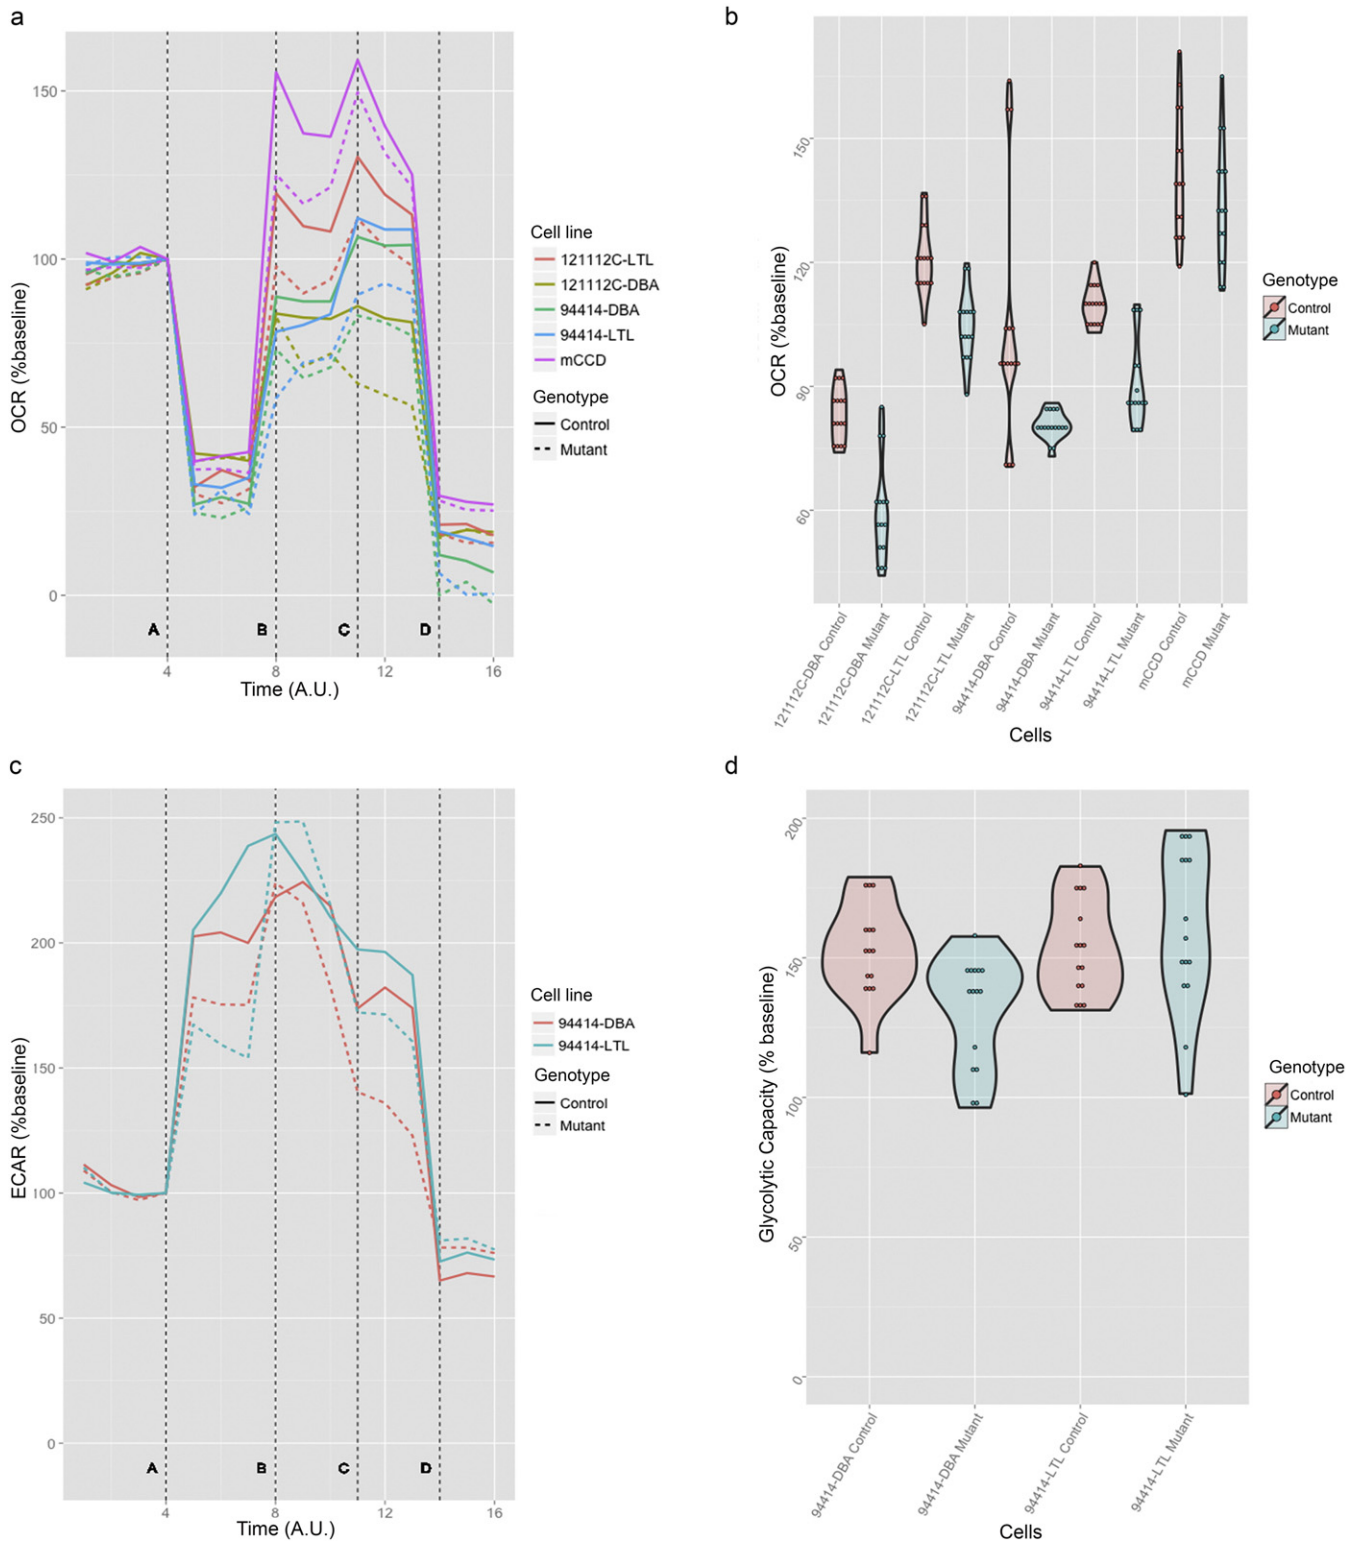 a
OCR (%baseline)
150
100
50
0
A
B
C
D
4
8
12
16
Time (A.U.)
Cell line
121112C-LTL
121112C-DBA
94414-DBA
94414-LTL
mCCD
Genotype
Control
Mutant
b
OCR (%baseline)
150
120
90
60
121112C-DBA Control
121112C-DBA Mutant
121112C-LTL Control
121112C-LTL Mutant
94414-DBA Control
94414-DBA Mutant
94414-LTL Control
94414-LTL Mutant
mCCD Control
mCCD Mutant
Cells
Genotype
Control
Mutant
c
ECAR (%baseline)
250
200
150
100
50
0
A
B
C
D
4
8
12
16
Time (A.U.)
Cell line
94414-DBA
94414-LTL
Genotype
Control
Mutant
d
Glycolytic Capacity (% baseline)
200
150
100
50
0
94414-DBA Control
94414-DBA Mutant
94414-LTL Control
94414-LTL Mutant
Cells
Genotype
Control
Mutant